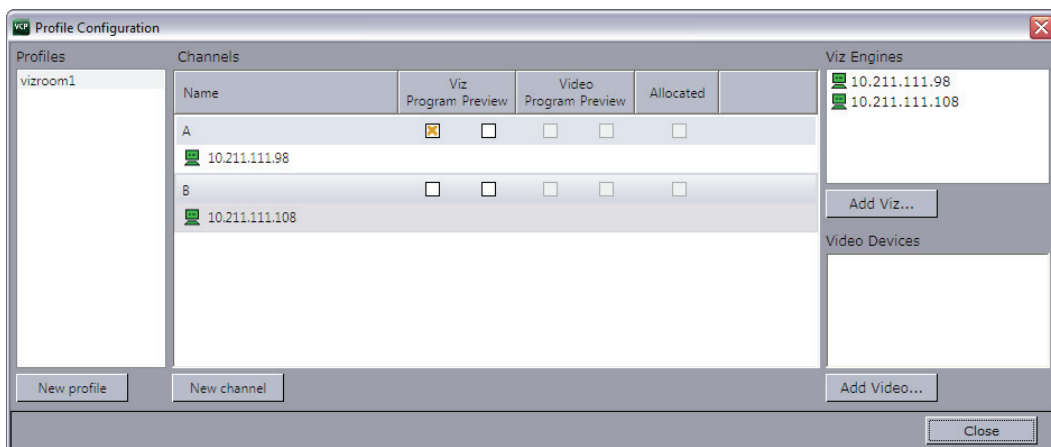 VCP Profile Configuration
Profiles
vizroom1
New profile
Channels
Name
Viz
Program Preview
Video
Program Preview
Allocated
A
10.211.111.98
B
10.211.111.108
New channel
Viz Engines
10.211.111.98
10.211.111.108
Add Viz...
Video Devices
Add Video...
Close